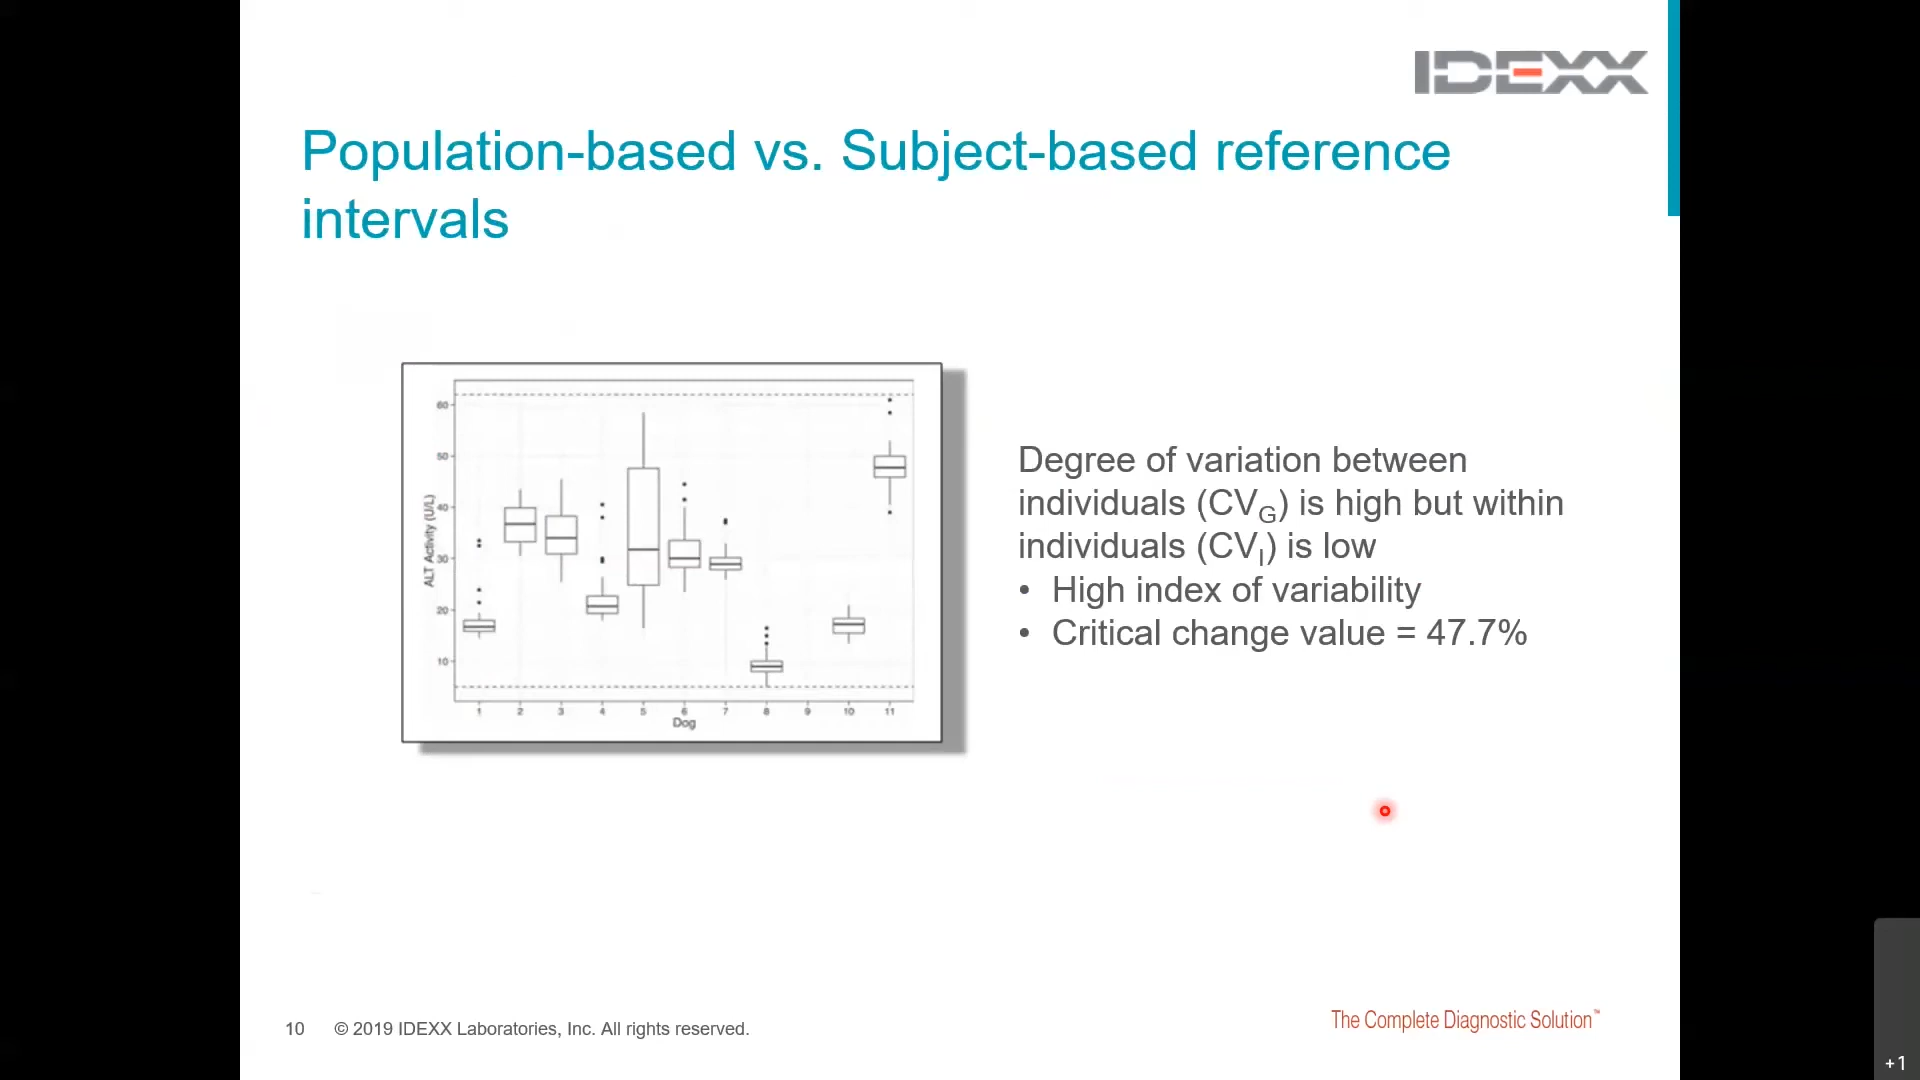 IDEXX
Population-based vs. Subject-based reference
intervals
60
50
40
30
20
10
ALT Activity (U/L)
1 2 3 4 5 6 7 8 9 10 11
Dog
Degree of variation between
individuals (CVG) is high but within
individuals (CVI) is low
• High index of variability
• Critical change value = 47.7%
10 © 2019 IDEXX Laboratories, Inc. All rights reserved.
The Complete Diagnostic Solution™
+1